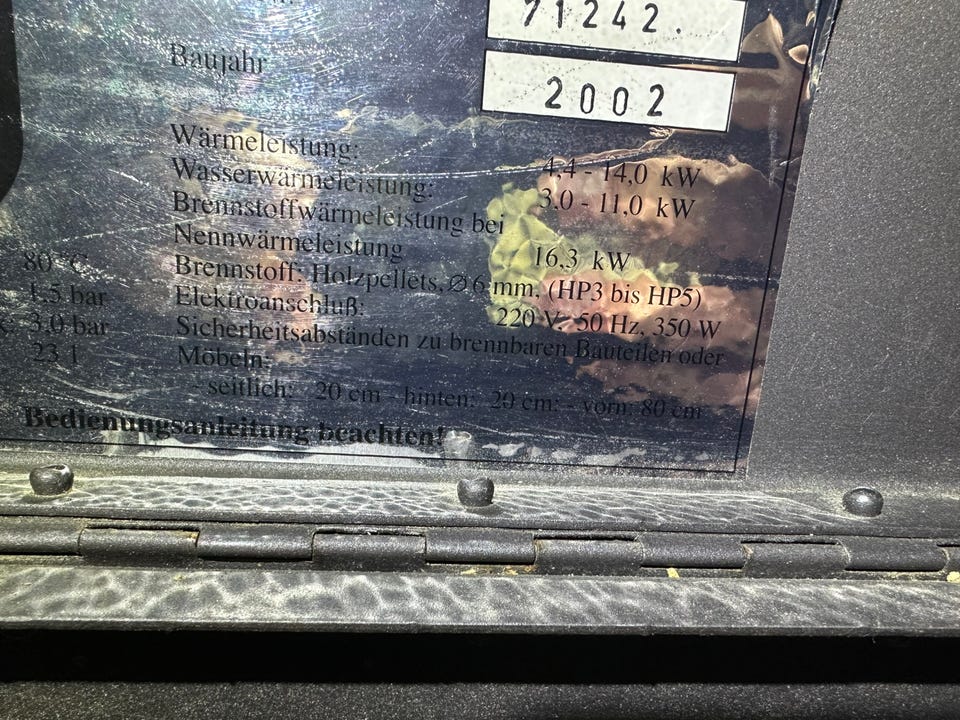 71242.
Baujahr
2002
Wärmeleistung: 4,4 - 14,0 kW
Wasserwärmeleistung: 3.0 - 11,0 kW
Brennstoffwärmeleistung bei
Nennwärmeleistung 16,3 kW
80 °C Brennstoff: Holzpellets, Ø 6 mm, (HP3 bis HP5)
1,5 bar Elektroanschluß: 220 V, 50 Hz, 350 W
3.0 bar Sicherheitsabständen zu brennbaren Bauteilen oder
23 l Möbeln:
- seitlich: 20 cm - hinten: 20 cm: - vorn: 80 cm
Bedienungsanleitung beachten!